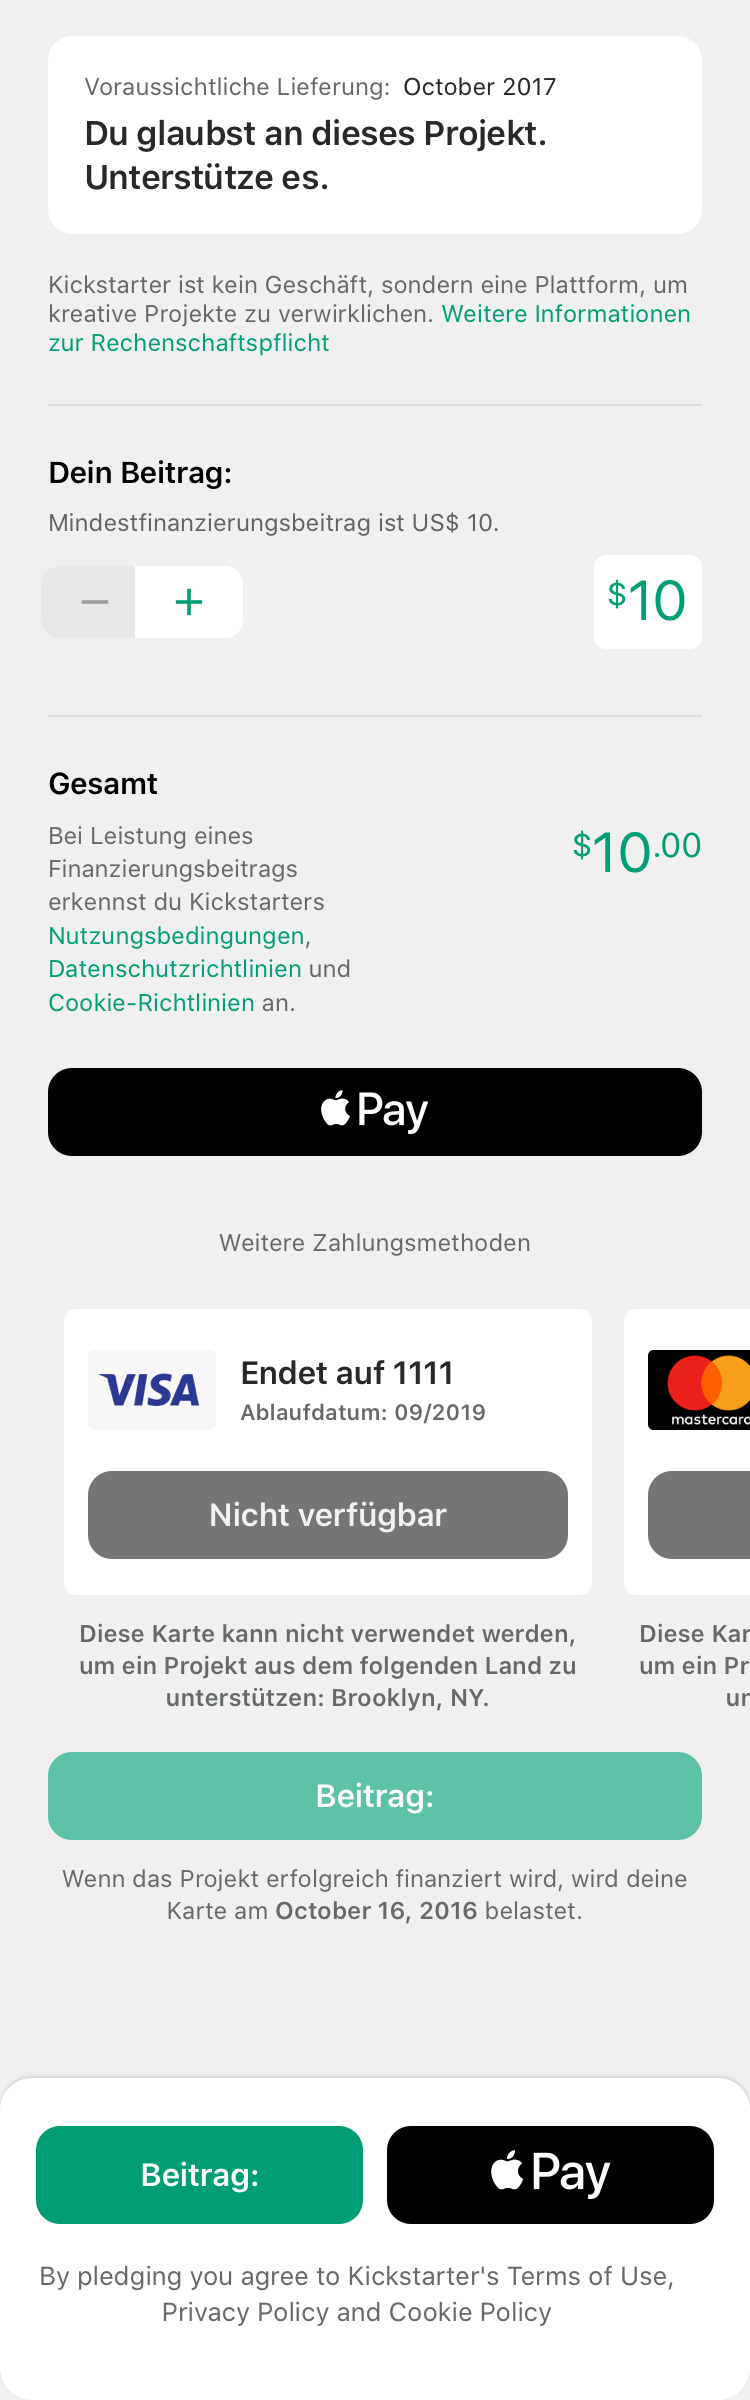 Voraussichtliche Lieferung: October 2017
Du glaubst an dieses Projekt.
Unterstütze es.
Kickstarter ist kein Geschäft, sondern eine Plattform, um
kreative Projekte zu verwirklichen. Weitere Informationen
zur Rechenschaftspflicht
Dein Beitrag:
Mindestfinanzierungsbeitrag ist US$ 10.
− +
$10
Gesamt
Bei Leistung eines
Finanzierungsbeitrags
erkennst du Kickstarters
Nutzungsbedingungen,
Datenschutzrichtlinien und
Cookie-Richtlinien an.
$10.00
Pay
Weitere Zahlungsmethoden
VISA
Endet auf 1111
Ablaufdatum: 09/2019
Nicht verfügbar
Diese Karte kann nicht verwendet werden,
um ein Projekt aus dem folgenden Land zu
unterstützen: Brooklyn, NY.
mastercard
Diese Kar
um ein Pr
un
Beitrag:
Wenn das Projekt erfolgreich finanziert wird, wird deine
Karte am October 16, 2016 belastet.
Beitrag:
Pay
By pledging you agree to Kickstarter's Terms of Use,
Privacy Policy and Cookie Policy